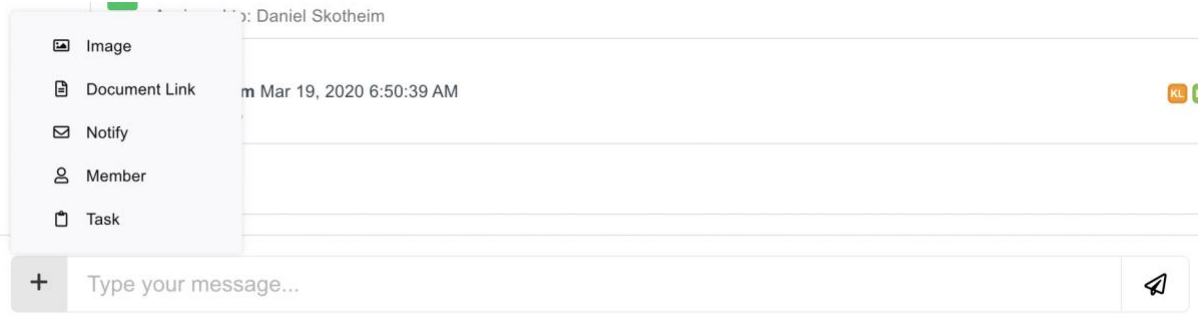 : Daniel Skotheim
Image
Document Link
m Mar 19, 2020 6:50:39 AM
KL
Notify
Member
Task
+ Type your message...